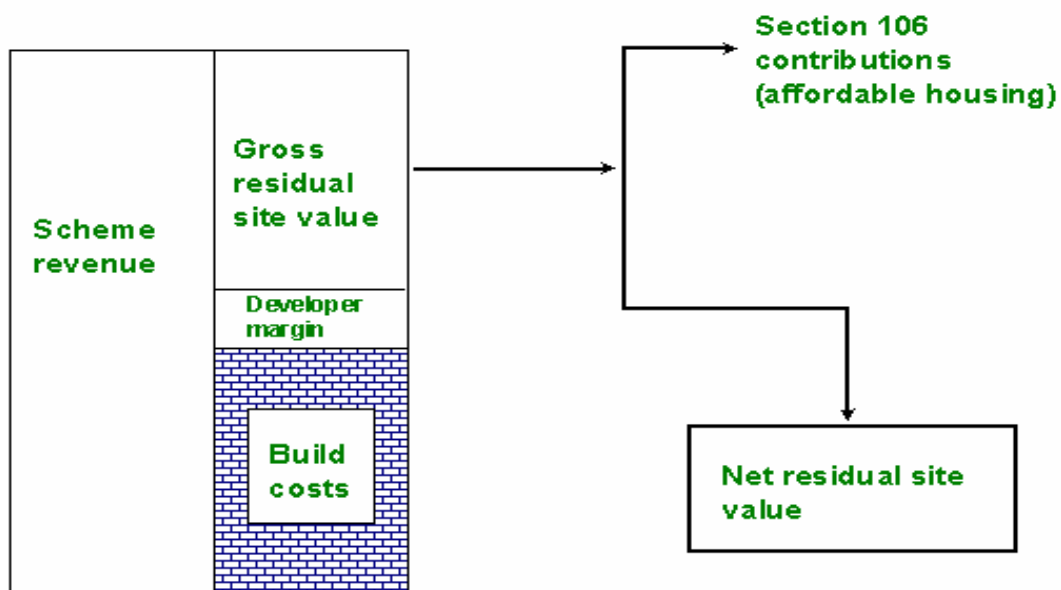 Scheme
revenue
Gross
residual
site value
Developer
margin
Build
costs
Section 106
contributions
(affordable housing)
Net residual site
value